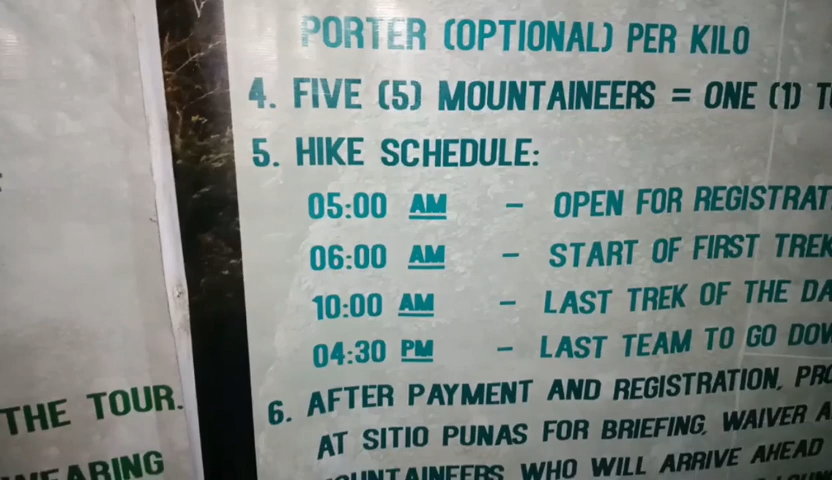 PORTER (OPTIONAL) PER KILO
4. FIVE (5) MOUNTAINEERS = ONE (1)
5. HIKE SCHEDULE:
05:00 AM – OPEN FOR
06:00 AM – START OF FIRST TREK
10:00 AM – LAST TREK OF THE
04:30 PM – LAST TEAM TO GO
6. AFTER PAYMENT AND REGISTRATION,
AT SITIO PUNAS FOR BRIEFING, WAIVER
WHO WILL ARRIVE AHEAD
THE TOUR.